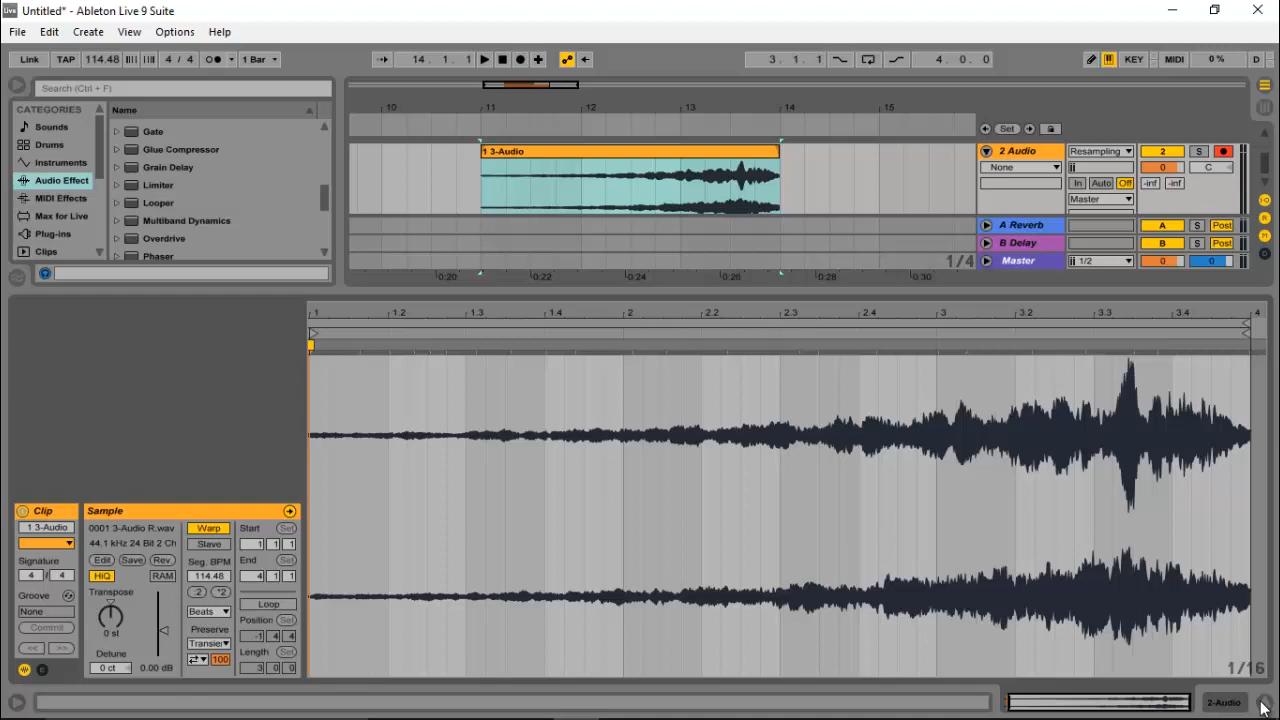 Live Untitled* - Ableton Live 9 Suite
File Edit Create View Options Help
Link TAP 114.48 4 / 4 1 Bar 14. 1. 1 3. 1. 1 4. 0. 0 KEY MIDI 0 % D
Search (Ctrl + F)
CATEGORIES
Sounds
Drums
Instruments
Audio Effect
MIDI Effects
Max for Live
Plug-ins
Clips
Name
Gate
Glue Compressor
Grain Delay
Limiter
Looper
Multiband Dynamics
Overdrive
Phaser
10 11 12 13 14 15
Set
1 3-Audio
2 Audio Resampling 2 S
None 0 C
In Auto Off -inf -inf
Master
A Reverb A S Post
B Delay B S Post
1/4 Master 1/2 0 0
0:20 0:22 0:24 0:26 0:28 0:30
1 1.2 1.3 1.4 2 2.2 2.3 2.4 3 3.2 3.3 3.4 4
Clip
1 3-Audio
Signature
4 / 4
Groove
None
Commit
<< >>
Sample
0001 3-Audio R.wav
44.1 kHz 24 Bit 2 Ch
Edit Save Rev
HiQ RAM
Transpose
0 st
Detune
0 ct 0.00 dB
Warp
Slave
Seg. BPM
114.48
:2 *2
Beats
Preserve
Transie
100
Start Set
1 1 1
End Set
4 1 1
Loop
Position Set
-1 4 4
Length Set
3 0 0
1/16
2-Audio